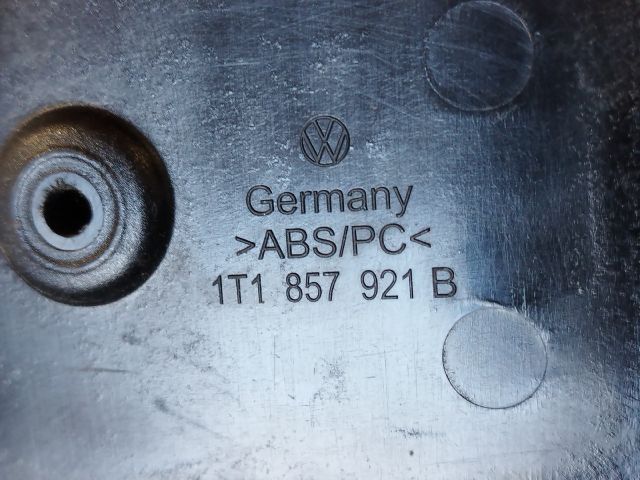 Germany
>ABS/PC<
1T1 857 921 B